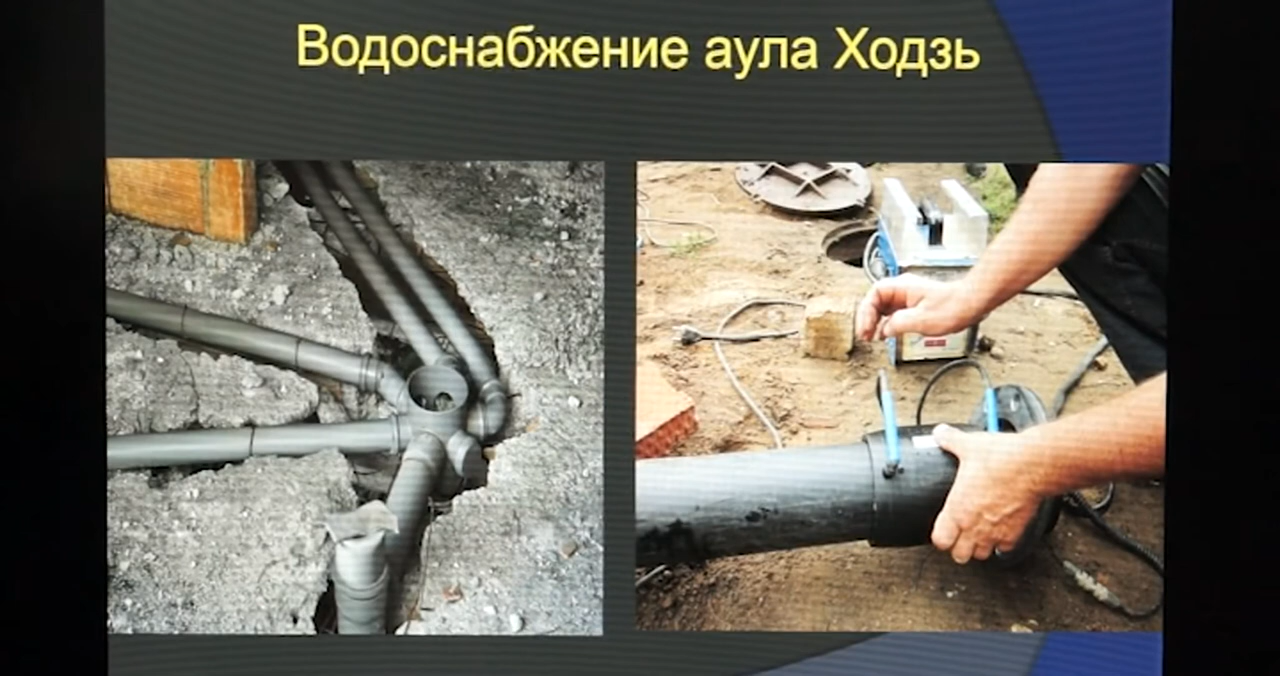 Водоснабжение аула Ходзь